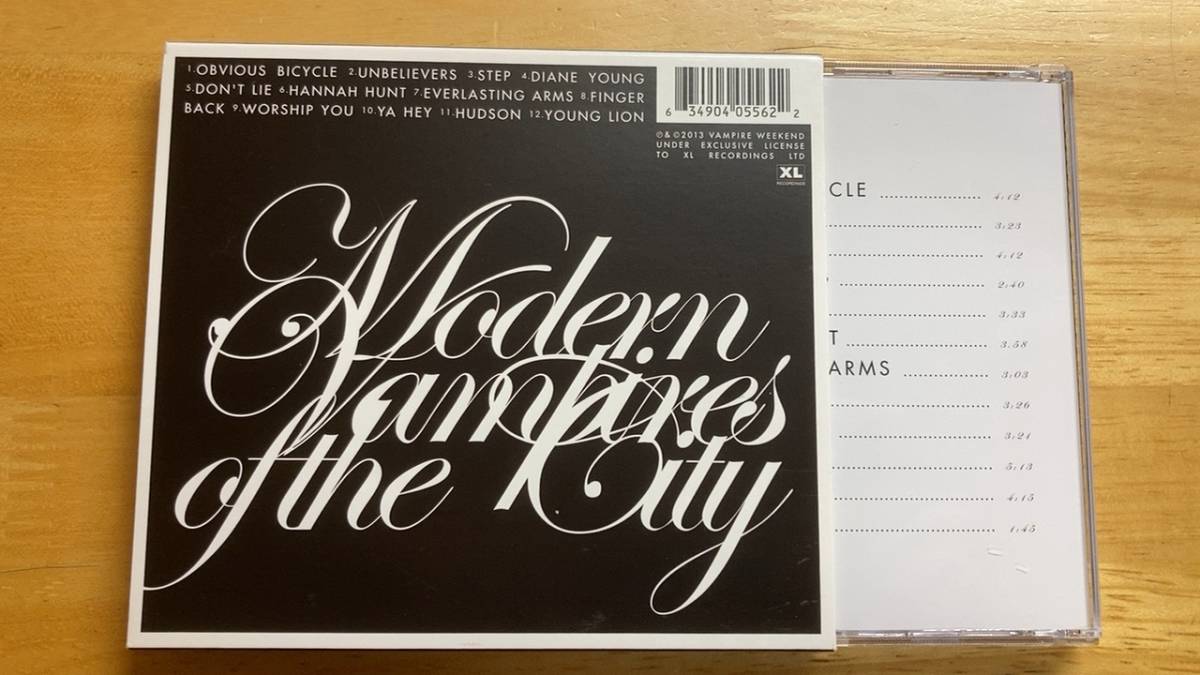 1.OBVIOUS BICYCLE 2.UNBELIEVERS 3.STEP 4.DIANE YOUNG
5.DON'T LIE 6.HANNAH HUNT 7.EVERLASTING ARMS 8.FINGER
BACK 9.WORSHIP YOU 10.YA HEY 11.HUDSON 12.YOUNG LION
6 34904 05562 2
℗& ©2013 VAMPIRE WEEKEND
UNDER EXCLUSIVE LICENSE
TO XL RECORDINGS LTD
XL
RECORDINGS
Modern
Vampires
of the City
CLE 4:12
3:23
4:12
2:40
3:33
T 3.58
ARMS 3:03
3:26
3:21
5:13
4:15
1:45